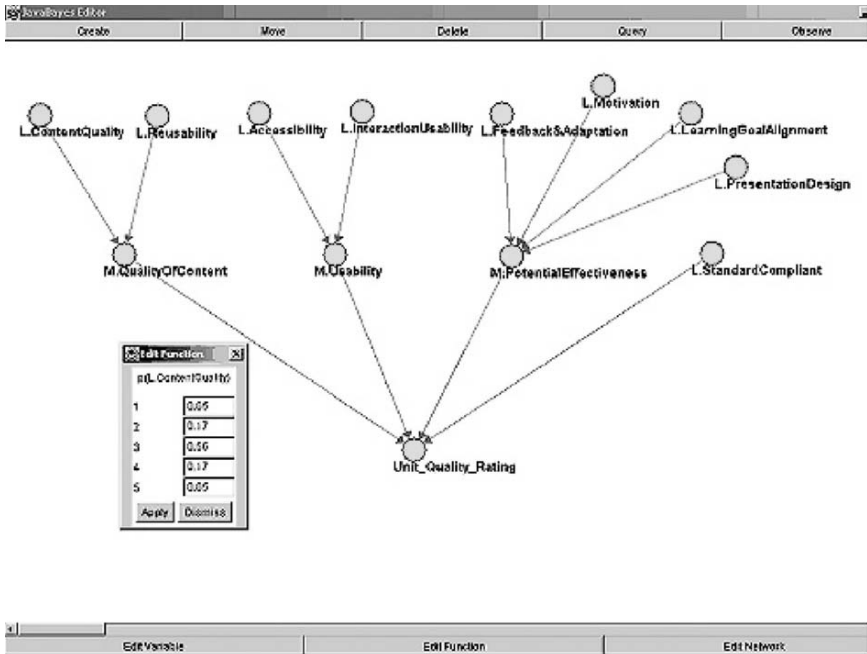 JavaBayes Editor
Create Move Delete Query Observe
L.Motivation
L.ContentQuality L.Reusability L.Accessibility L.InteractionUsability L.Feedback&Adaptation L.LearningGoalAlignment
L.PresentationDesign
M.QualityOfContent M.Usability M.PotentialEffectiveness L.StandardCompliant
Edit Function
p(L.ContentQuality)
1 0.05
2 0.17
3 0.56
4 0.17
5 0.05
Apply Dismiss
Unit_Quality_Rating
Edit Variable Edit Function Edit Network